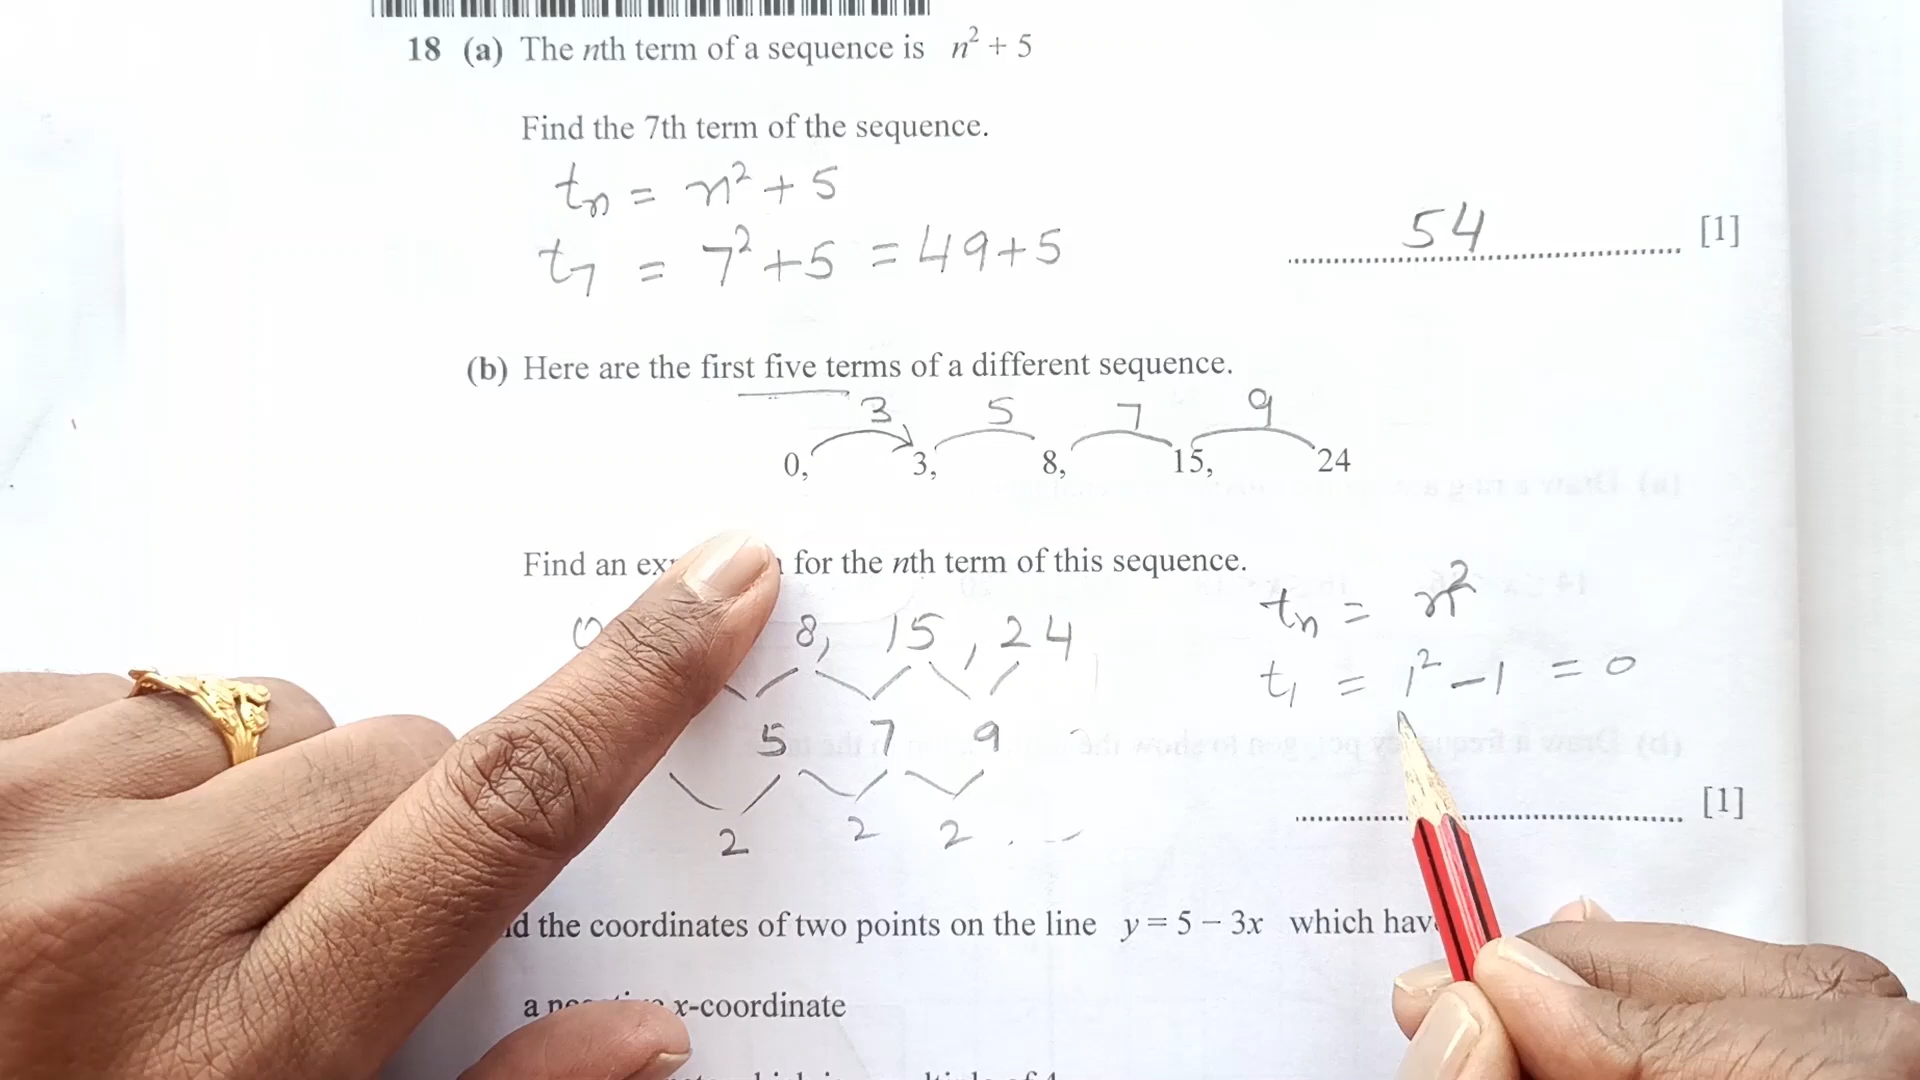 18 (a) The nth term of a sequence is n² + 5
Find the 7th term of the sequence.
tn = n² + 5
t7 = 7² + 5 = 49 + 5
54 [1]
(b) Here are the first five terms of a different sequence.
3 5 7 9
0, 3, 8, 15, 24
Find an for the nth term of this sequence.
8, 15, 24
tn = n²
t1 = 1² - 1 = 0
5 7 9
[1]
2 2 2 . -
the coordinates of two points on the line y = 5 − 3x which
a x-coordinate